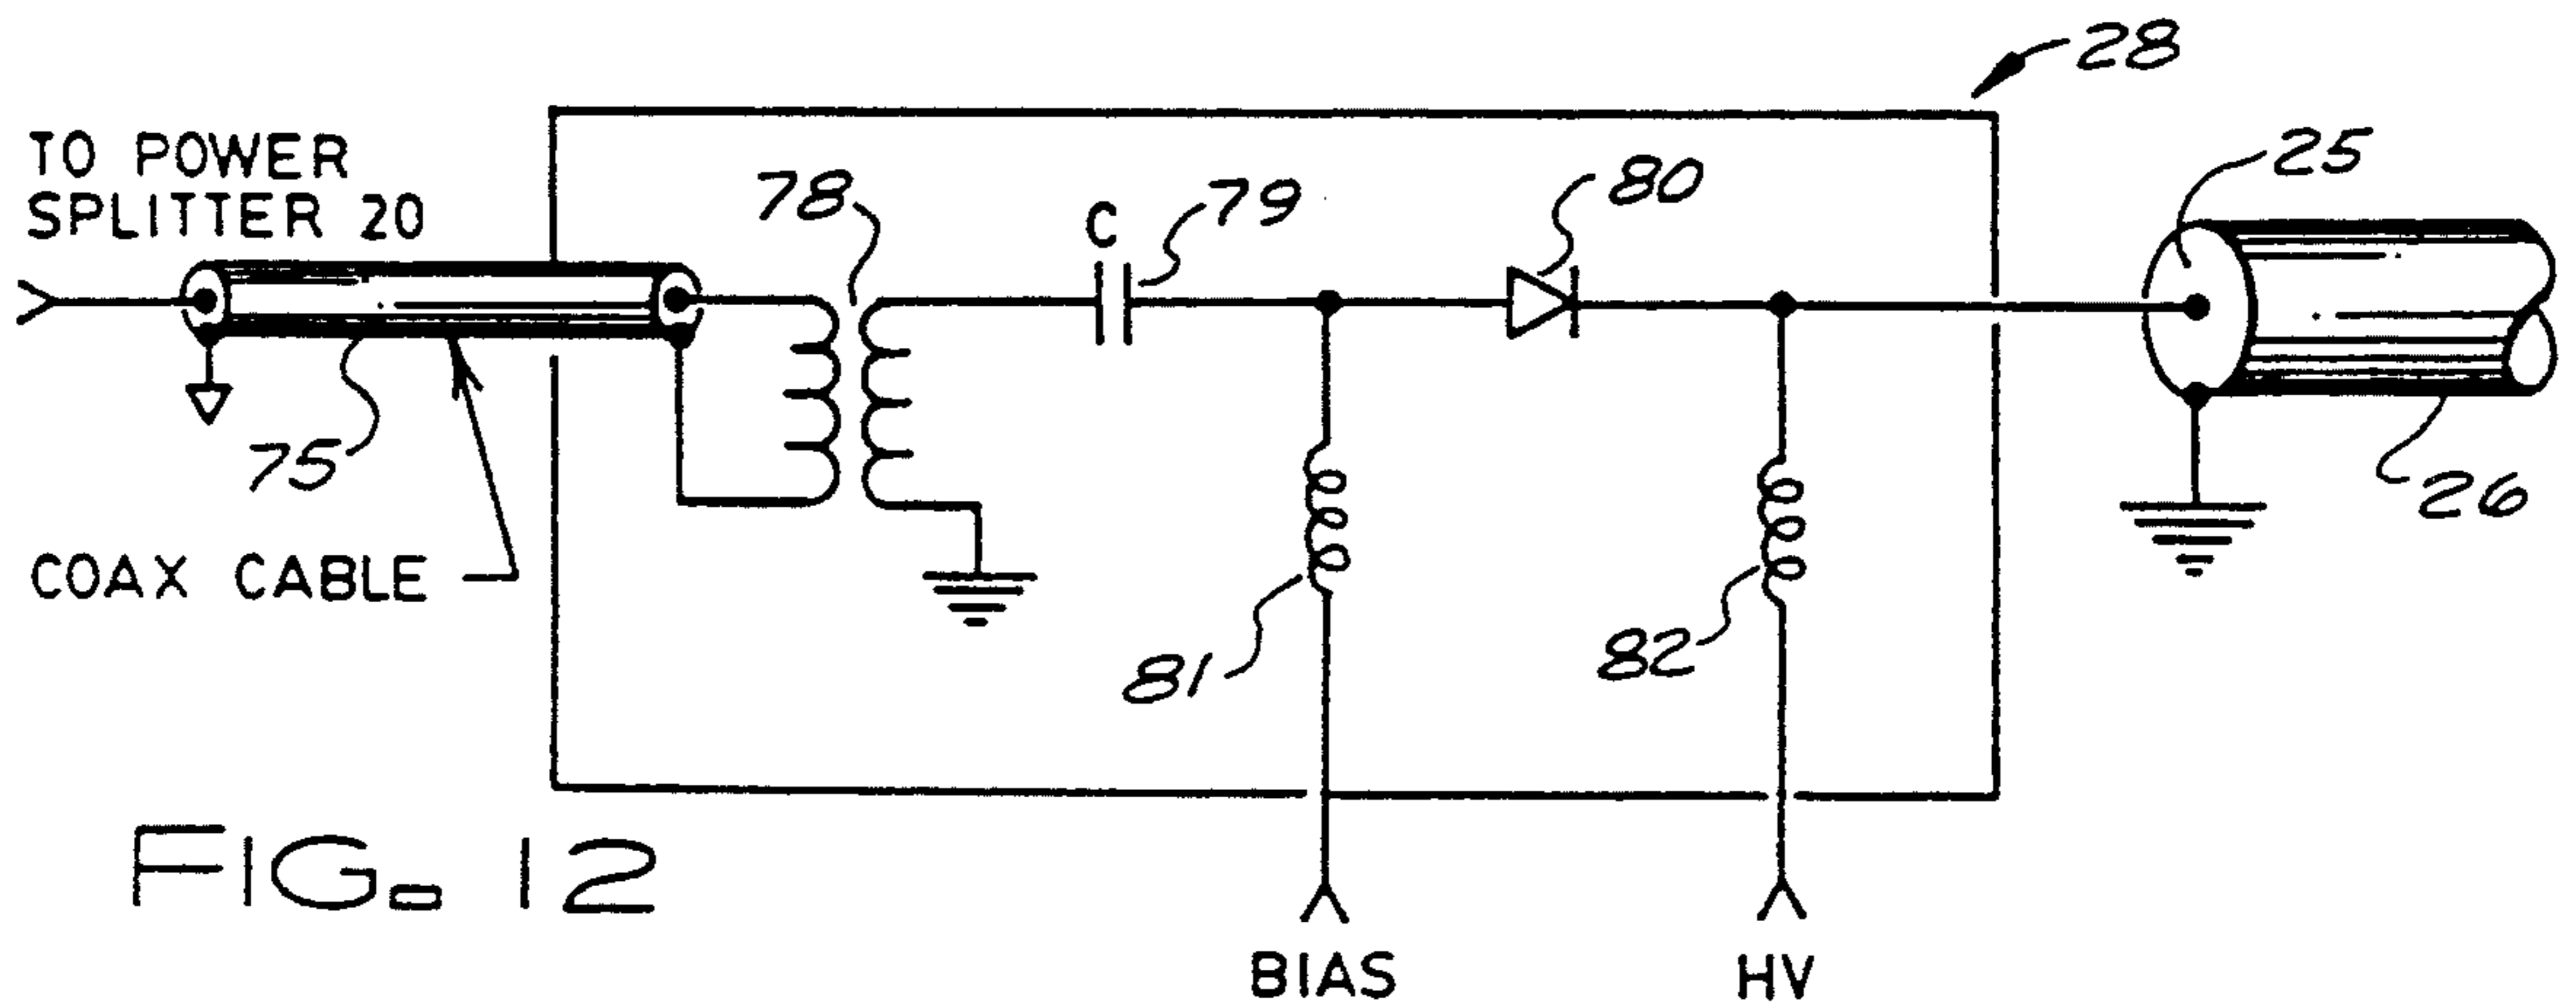 28
TO POWER
SPLITTER 20
78
C
79
80
25
75
COAX CABLE
81
82
26
FIG. 12
BIAS
HV